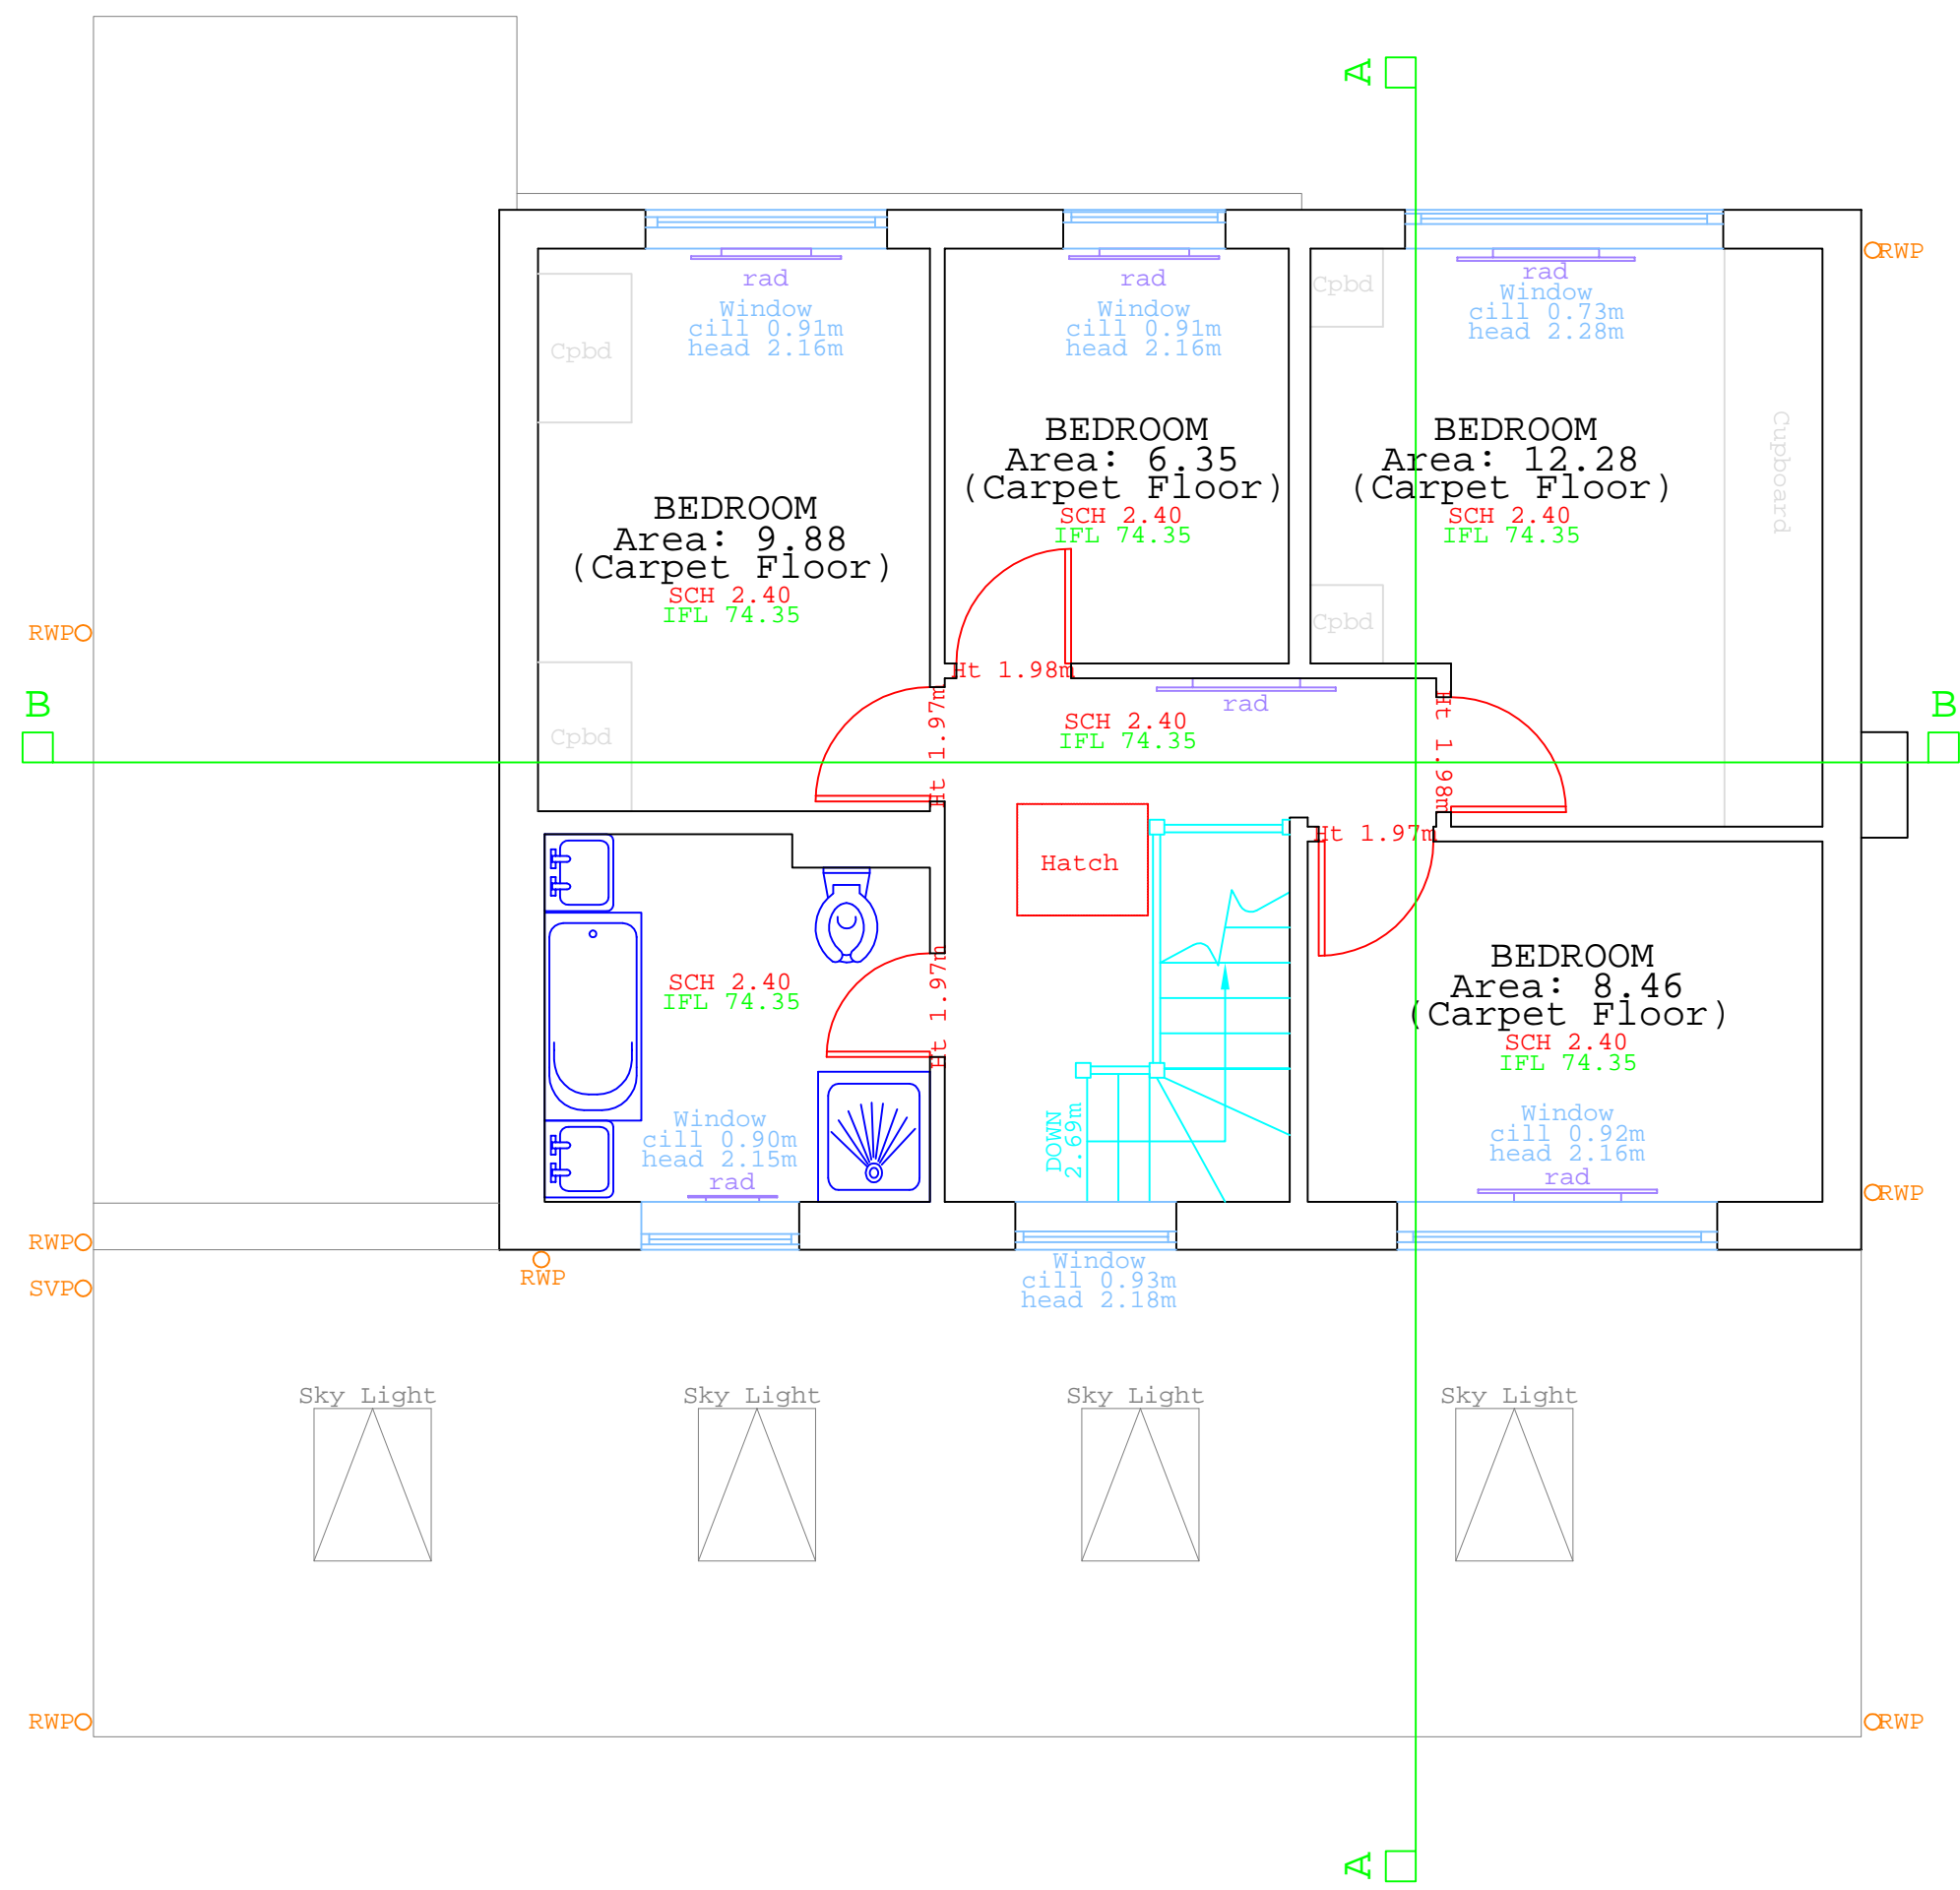 A
RWP
rad
Window
cill 0.91m
head 2.16m
rad
Window
cill 0.91m
head 2.16m
Cpbd
rad
Window
cill 0.73m
head 2.28m
Cpbd
BEDROOM
Area: 9.88
(Carpet Floor)
SCH 2.40
IFL 74.35
BEDROOM
Area: 6.35
(Carpet Floor)
SCH 2.40
IFL 74.35
BEDROOM
Area: 12.28
(Carpet Floor)
SCH 2.40
IFL 74.35
Cupboard
RWP
Cpbd
Ht 1.98m
B
Cpbd
Ht 1.97m
SCH 2.40
IFL 74.35
rad
Ht 1.98m
B
Hatch
Ht 1.97m
SCH 2.40
IFL 74.35
Ht 1.97m
BEDROOM
Area: 8.46
(Carpet Floor)
SCH 2.40
IFL 74.35
Window
cill 0.90m
head 2.15m
rad
DOWN
2.69m
Window
cill 0.92m
head 2.16m
rad
RWP
RWP
SVP
RWP
Window
cill 0.93m
head 2.18m
Sky Light
Sky Light
Sky Light
Sky Light
RWP
RWP
A